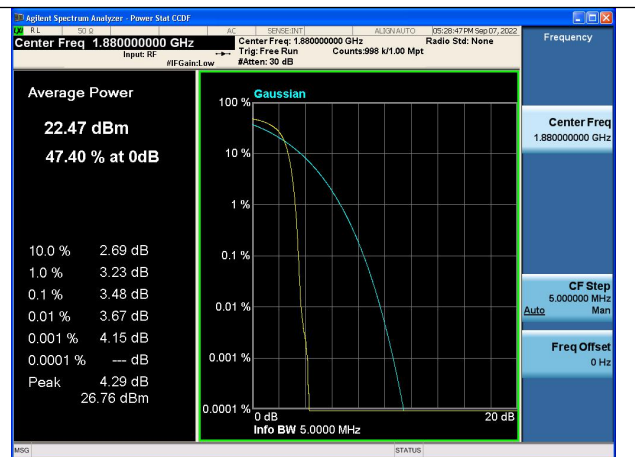 Agilent Spectrum Analyzer - Power Stat CCDF
RL 50 Ω AC SENSE:INT ALIGN AUTO 05:28:47 PM Sep 07, 2022
Center Freq 1.880000000 GHz
Input: RF
#IFGain:Low
Center Freq: 1.880000000 GHz
Radio Std: None
Trig: Free Run
Counts:998 k/1.00 Mpt
#Atten: 30 dB
Average Power
22.47 dBm
47.40 % at 0dB
10.0 % 2.69 dB
1.0 % 3.23 dB
0.1 % 3.48 dB
0.01 % 3.67 dB
0.001 % 4.15 dB
0.0001 % --- dB
Peak 4.29 dB
26.76 dBm
Gaussian
100 %
10 %
1 %
0.1 %
0.01 %
0.001 %
0.0001 %
0 dB
20 dB
Info BW 5.0000 MHz
Frequency
Center Freq
1.880000000 GHz
CF Step
5.000000 MHz
Auto Man
Freq Offset
0 Hz
MSG STATUS